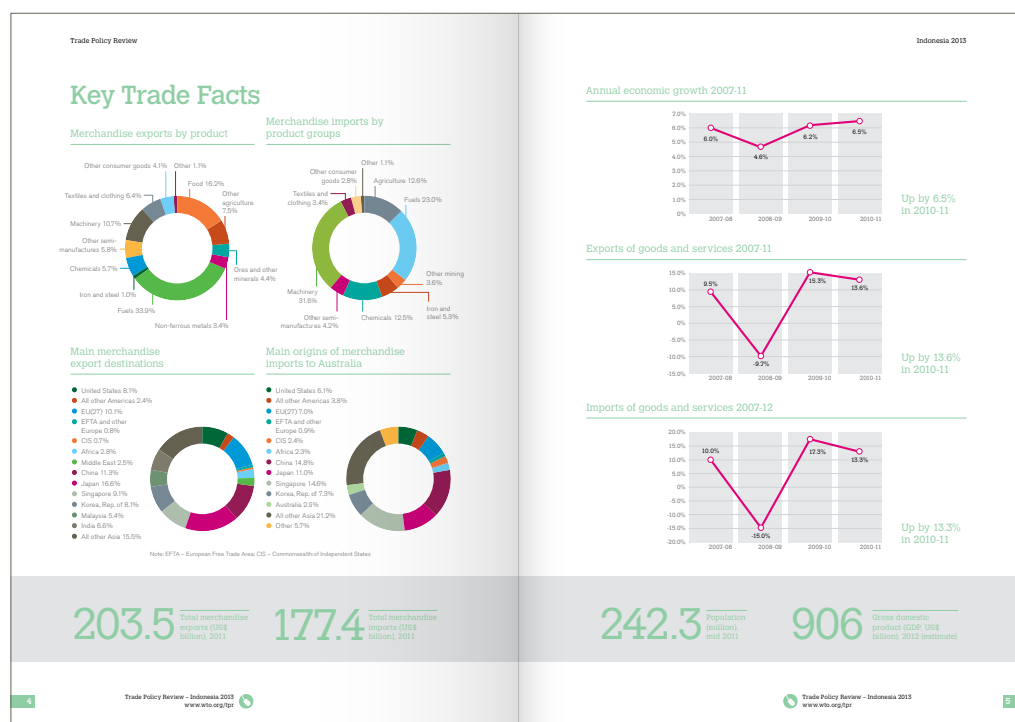 Trade Policy Review
Indonesia 2013
Key Trade Facts
Merchandise exports by product
Other consumer goods 4.1%
Other 1.1%
Textiles and clothing 6.4%
Food 16.2%
Other
agriculture
7.5%
Machinery 10.7%
Other semi-
manufactures 5.8%
Chemicals 5.7%
Ores and other
minerals 4.4%
Iron and steel 1.0%
Fuels 33.9%
Non-ferrous metals 3.4%
Merchandise imports by
product groups
Other 1.1%
Other consumer
goods 2.8%
Agriculture 12.6%
Textiles and
clothing 3.4%
Fuels 23.0%
Other mining
3.6%
Machinery
31.6%
Iron and
steel 5.3%
Other semi-
manufactures 4.2%
Chemicals 12.5%
Main merchandise
export destinations
United States 8.1%
All other Americas 2.4%
EU(27) 10.1%
EFTA and other
Europe 0.8%
CIS 0.7%
Africa 2.8%
Middle East 2.5%
China 11.3%
Japan 16.6%
Singapore 9.1%
Korea, Rep. of 8.1%
Malaysia 5.4%
India 6.6%
All other Asia 15.5%
Main origins of merchandise
imports to Australia
United States 6.1%
All other Americas 3.8%
EU(27) 7.0%
EFTA and other
Europe 0.9%
CIS 2.4%
Africa 2.3%
China 14.8%
Japan 11.0%
Singapore 14.6%
Korea, Rep. of 7.3%
Australia 2.9%
All other Asia 21.2%
Other 5.7%
Note: EFTA – European Free Trade Area; CIS – Commonwealth of Independent States
203.5
Total merchandise
exports (US$
billion), 2011
177.4
Total merchandise
imports (US$
billion), 2011
4
Trade Policy Review – Indonesia 2013
www.wto.org/tpr
Annual economic growth 2007-11
7.0%
6.0%
5.0%
4.0%
3.0%
2.0%
1.0%
0%
6.0%
4.6%
6.2%
6.5%
2007-08
2008-09
2009-10
2010-11
Up by 6.5%
in 2010-11
Exports of goods and services 2007-11
15.0%
10.0%
5.0%
0%
-5.0%
-10.0%
-15.0%
9.5%
-9.7%
15.3%
13.6%
2007-08
2008-09
2009-10
2010-11
Up by 13.6%
in 2010-11
Imports of goods and services 2007-12
20.0%
15.0%
10.0%
5.0%
0%
-5.0%
-10.0%
-15.0%
-20.0%
10.0%
-15.0%
17.3%
13.3%
2007-08
2008-09
2009-10
2010-11
Up by 13.3%
in 2010-11
242.3
Population
(million),
mid 2011
906
Gross domestic
product (GDP, US$
billion), 2012 (estimate)
Trade Policy Review – Indonesia 2013
www.wto.org/tpr
5